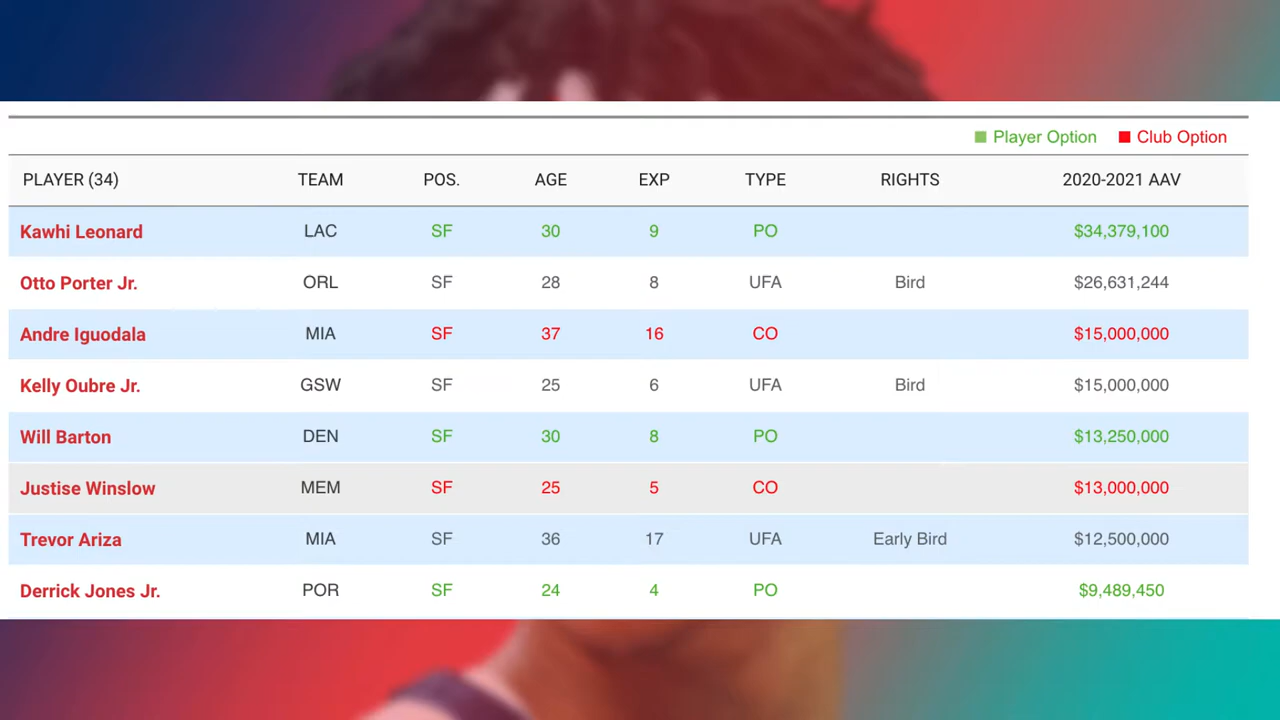 Player Option Club Option
PLAYER (34) TEAM POS. AGE EXP TYPE RIGHTS 2020-2021 AAV
Kawhi Leonard LAC SF 30 9 PO $34,379,100
Otto Porter Jr. ORL SF 28 8 UFA Bird $26,631,244
Andre Iguodala MIA SF 37 16 CO $15,000,000
Kelly Oubre Jr. GSW SF 25 6 UFA Bird $15,000,000
Will Barton DEN SF 30 8 PO $13,250,000
Justise Winslow MEM SF 25 5 CO $13,000,000
Trevor Ariza MIA SF 36 17 UFA Early Bird $12,500,000
Derrick Jones Jr. POR SF 24 4 PO $9,489,450